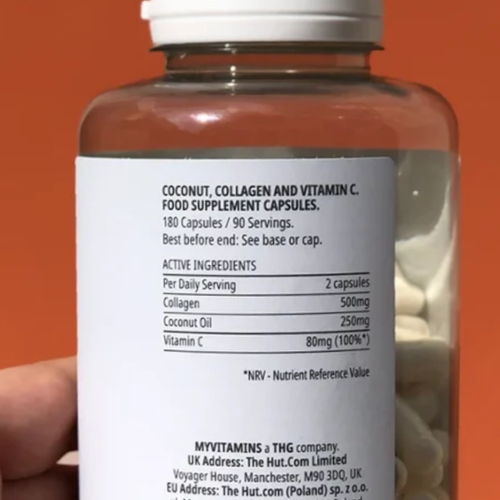 COCONUT, COLLAGEN AND VITAMIN C.
FOOD SUPPLEMENT CAPSULES.
180 Capsules / 90 Servings.
Best before end: See base or cap.
ACTIVE INGREDIENTS
Per Daily Serving 2 capsules
Collagen 500mg
Coconut Oil 250mg
Vitamin C 80mg (100%*)
*NRV - Nutrient Reference Value
MYVITAMINS a THG company.
UK Address: The Hut.Com Limited
Voyager House, Manchester, M90 3DQ, UK
EU Address: The Hut.com (Poland) sp. z o.o.